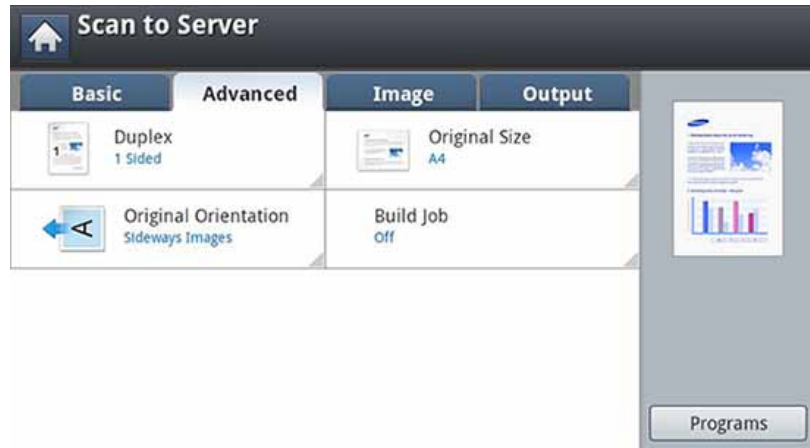 Scan to Server
Basic
Advanced
Image
Output
Duplex
1 Sided
Original Size
A4
Original Orientation
Sideways Images
Build Job
Off
Programs